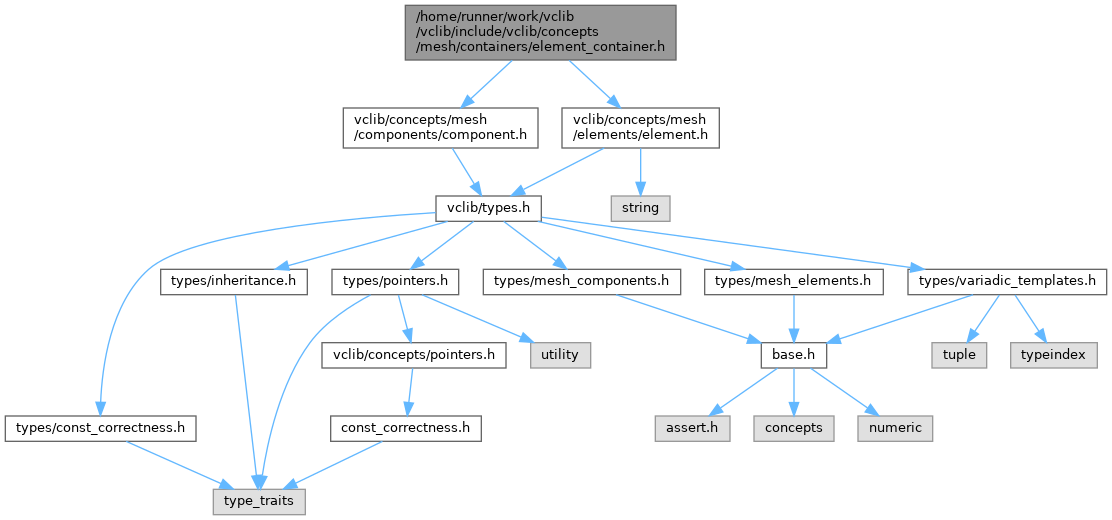 /home/runner/work/vclib
/vclib/include/vclib/concepts
/mesh/containers/element_container.h
vclib/concepts/mesh
/components/component.h
vclib/concepts/mesh
/elements/element.h
vclib/types.h
string
types/inheritance.h
types/pointers.h
types/mesh_components.h
types/mesh_elements.h
types/variadic_templates.h
vclib/concepts/pointers.h
utility
base.h
tuple
typeindex
types/const_correctness.h
const_correctness.h
assert.h
concepts
numeric
type_traits